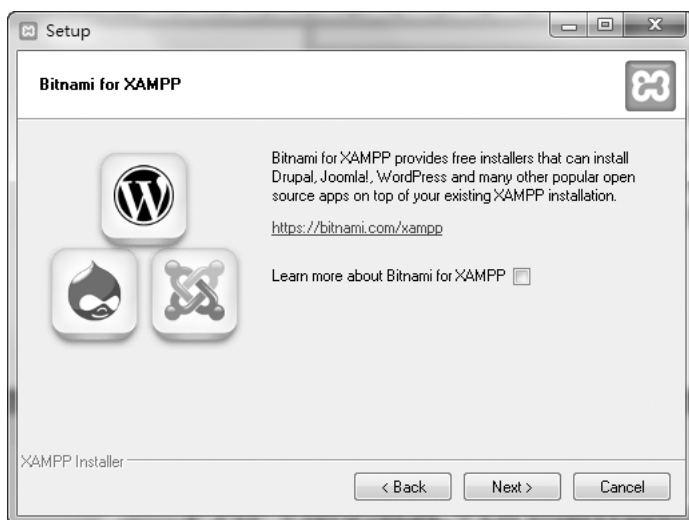 Setup
Bitnami for XAMPP
Bitnami for XAMPP provides free installers that can install
Drupal, Joomla!, WordPress and many other popular open
source apps on top of your existing XAMPP installation.
https://bitnami.com/xampp
Learn more about Bitnami for XAMPP
XAMPP Installer
< Back Next > Cancel